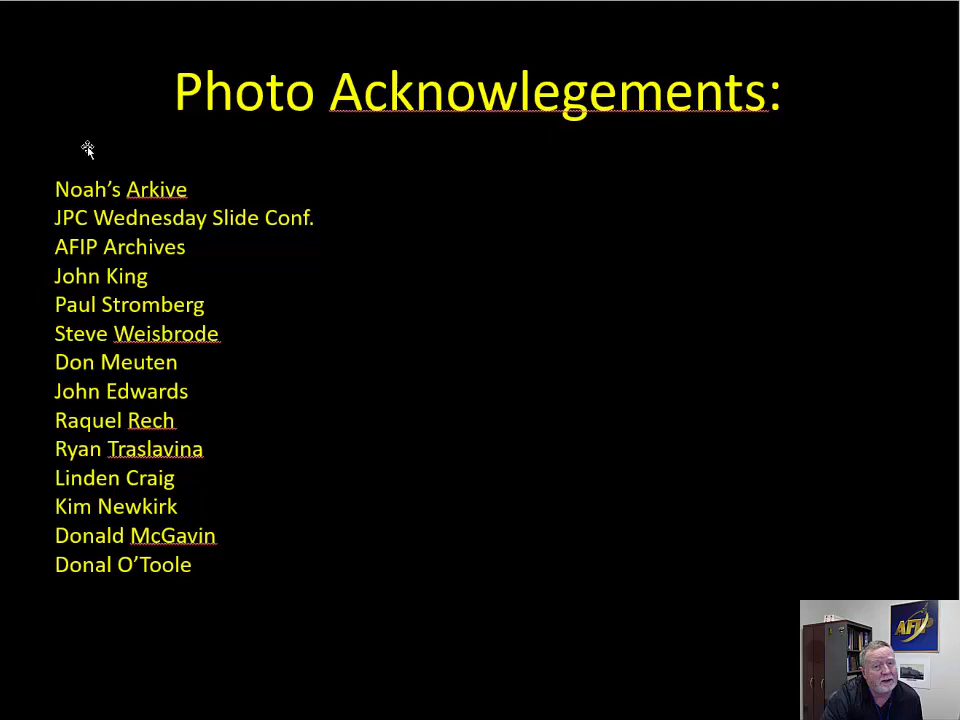 Photo Acknowlegements:
Noah's Arkive
JPC Wednesday Slide Conf.
AFIP Archives
John King
Paul Stromberg
Steve Weisbrode
Don Meuten
John Edwards
Raquel Rech
Ryan Traslavina
Linden Craig
Kim Newkirk
Donald McGavin
Donal O'Toole
AFIP